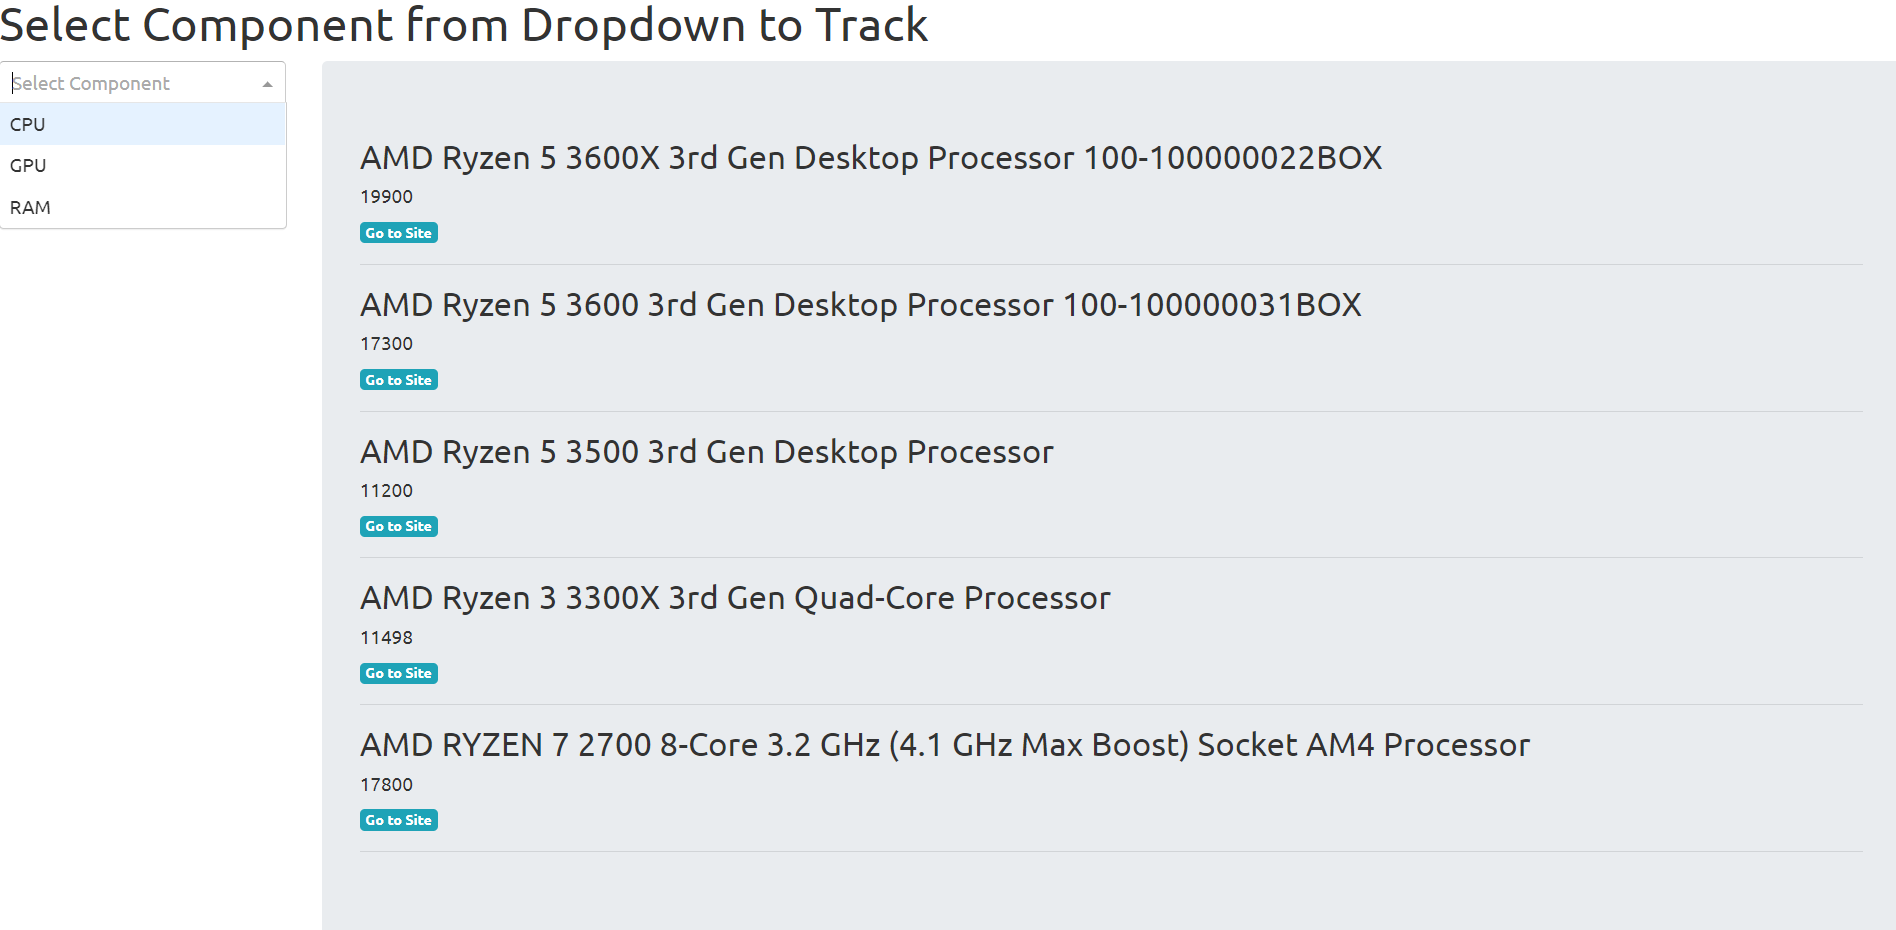 Select Component from Dropdown to Track
Select Component
CPU
GPU
RAM
AMD Ryzen 5 3600X 3rd Gen Desktop Processor 100-100000022BOX
19900
Go to Site
AMD Ryzen 5 3600 3rd Gen Desktop Processor 100-100000031BOX
17300
Go to Site
AMD Ryzen 5 3500 3rd Gen Desktop Processor
11200
Go to Site
AMD Ryzen 3 3300X 3rd Gen Quad-Core Processor
11498
Go to Site
AMD RYZEN 7 2700 8-Core 3.2 GHz (4.1 GHz Max Boost) Socket AM4 Processor
17800
Go to Site